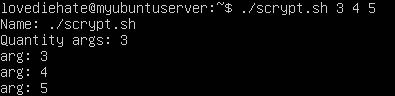 lovediehate@myubuntuserver:~$ ./scrypt.sh 3 4 5
Name: ./scrypt.sh
Quantity args: 3
arg: 3
arg: 4
arg: 5